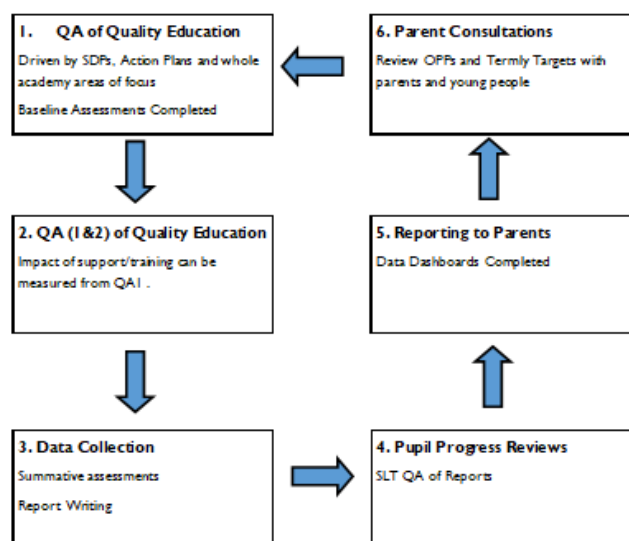 1. QA of Quality Education
Driven by SDPs, Action Plans and whole
academy areas of focus
Baseline Assessments Completed
2. QA (1&2) of Quality Education
Impact of support/training can be
measured from QA1 .
3. Data Collection
Summative assessments
Report Writing
4. Pupil Progress Reviews
SLT QA of Reports
5. Reporting to Parents
Data Dashboards Completed
6. Parent Consultations
Review OPPs and Termly Targets with
parents and young people